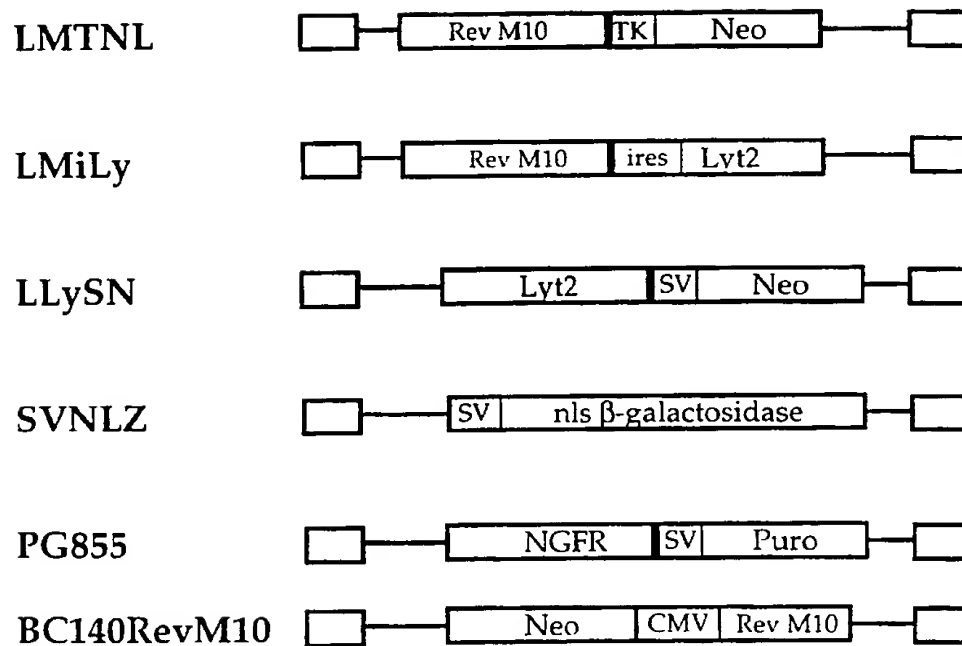 LMTNL Rev M10 TK Neo
LMiLy Rev M10 ires Lyt2
LLySN Lyt2 SV Neo
SVNLZ SV nls β-galactosidase
PG855 NGFR SV Puro
BC140RevM10 Neo CMV Rev M10